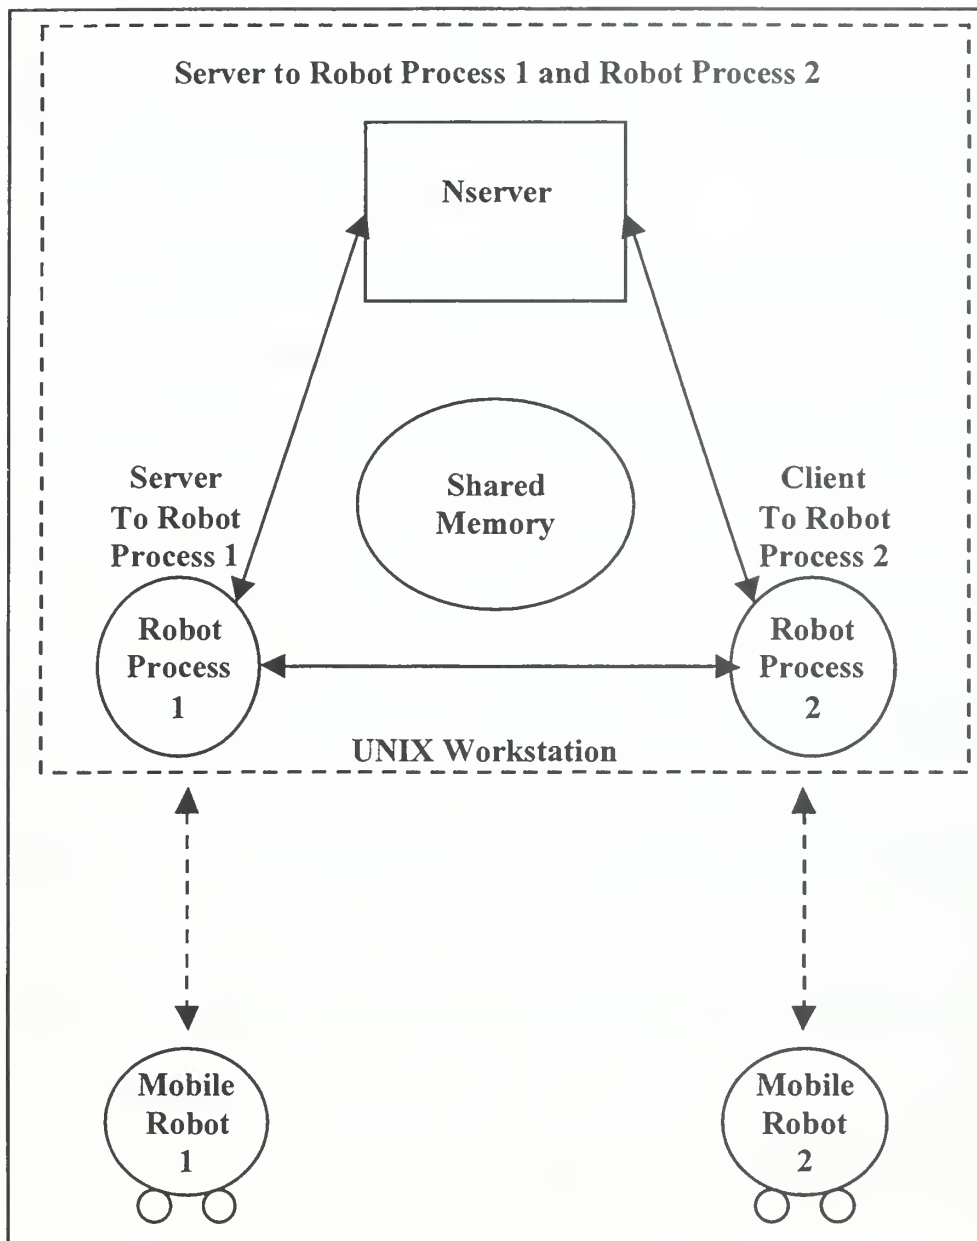 Server to Robot Process 1 and Robot Process 2
Nserver
Server
To Robot
Process 1
Shared
Memory
Client
To Robot
Process 2
Robot
Process
1
Robot
Process
2
UNIX Workstation
Mobile
Robot
1
Mobile
Robot
2